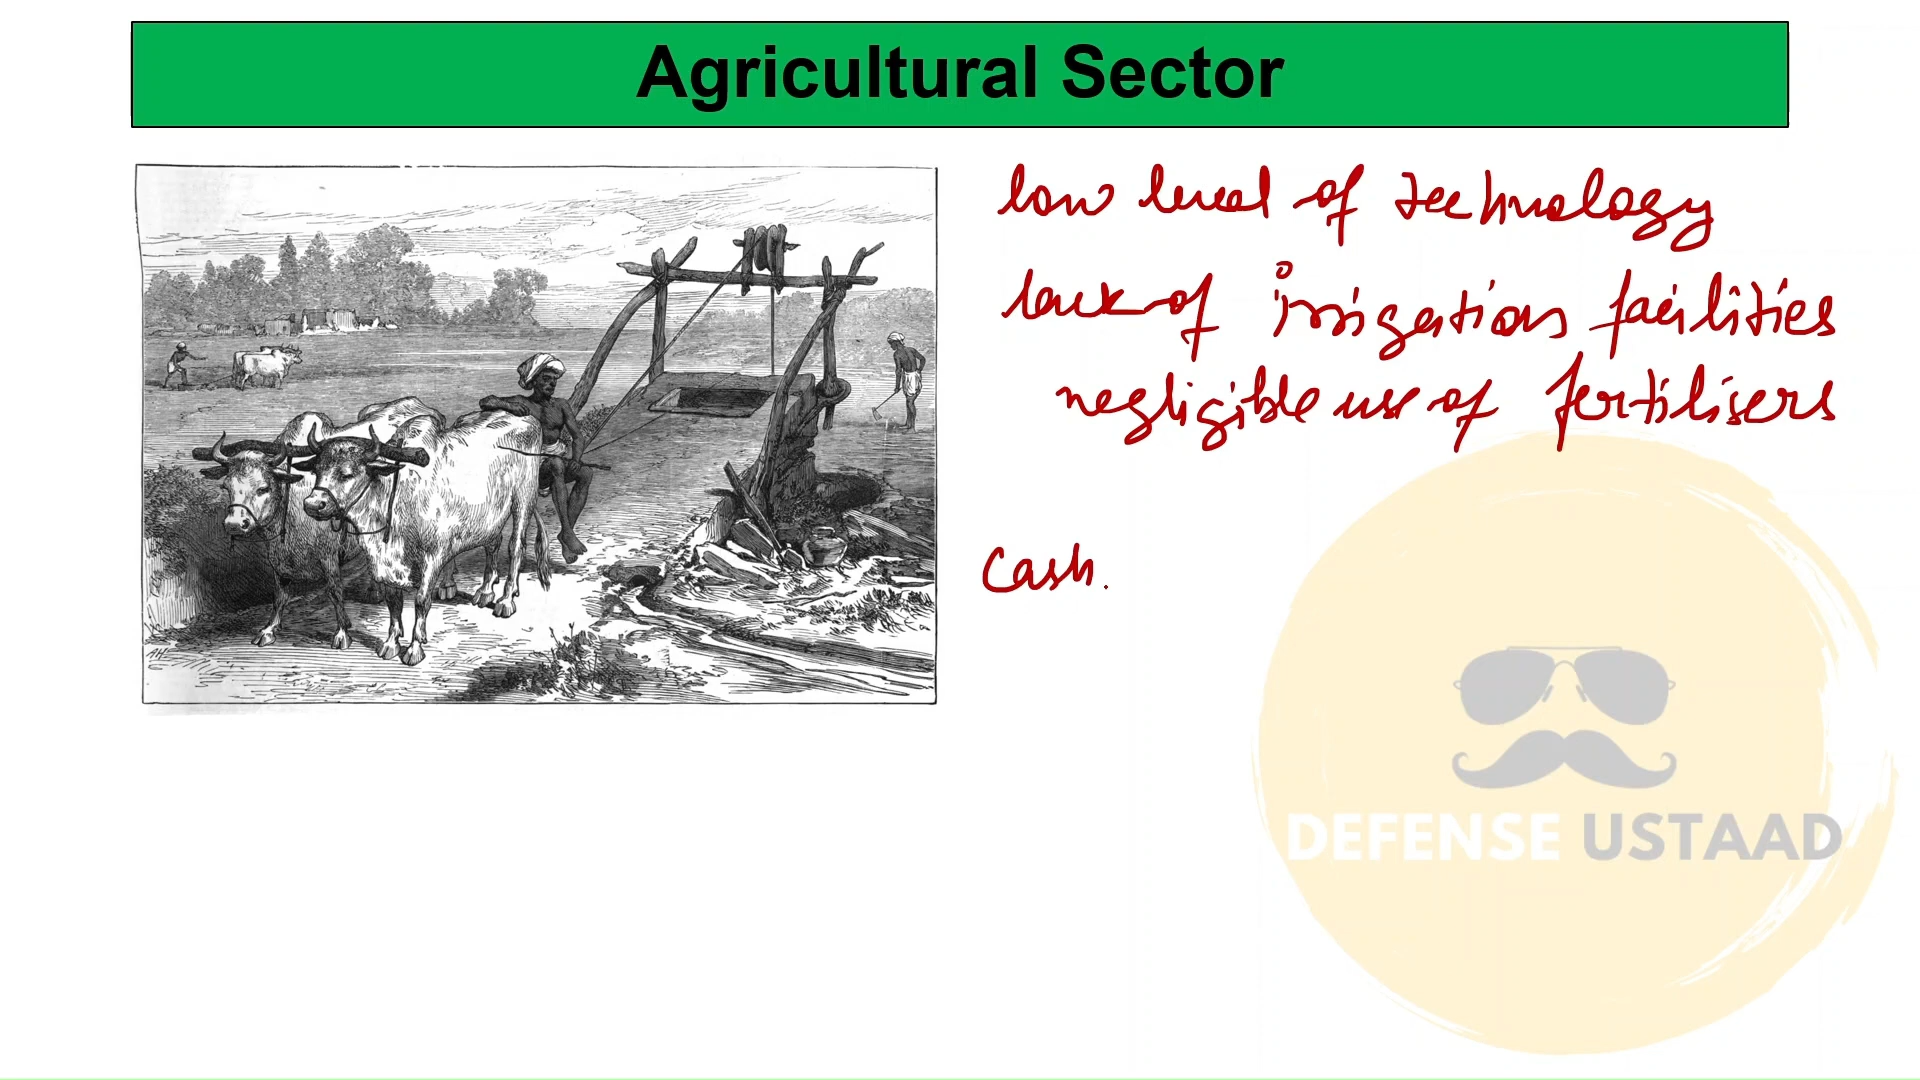 Agricultural Sector
low level of technology
lack of irrigation facilities
negligible use of fertilisers
Cash.
DEFENSE USTAAD